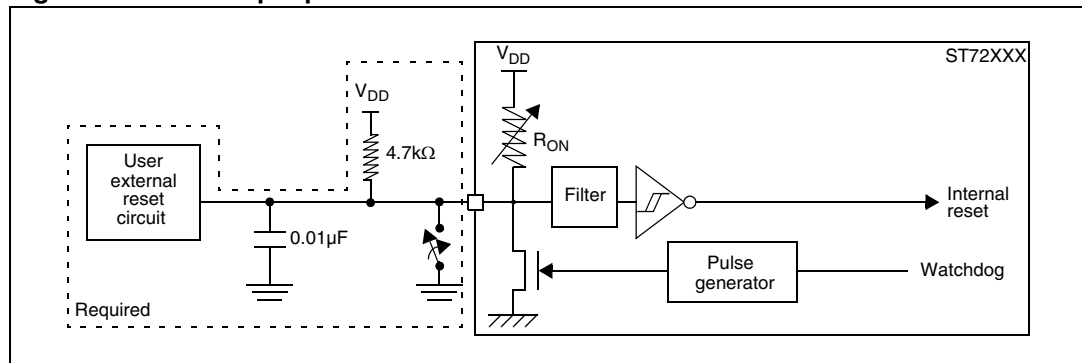 ST72XXX
V_DD
V_DD
R_ON
4.7kΩ
User
external
reset
circuit
Filter
Internal
reset
0.01µF
Pulse
generator
Watchdog
Required